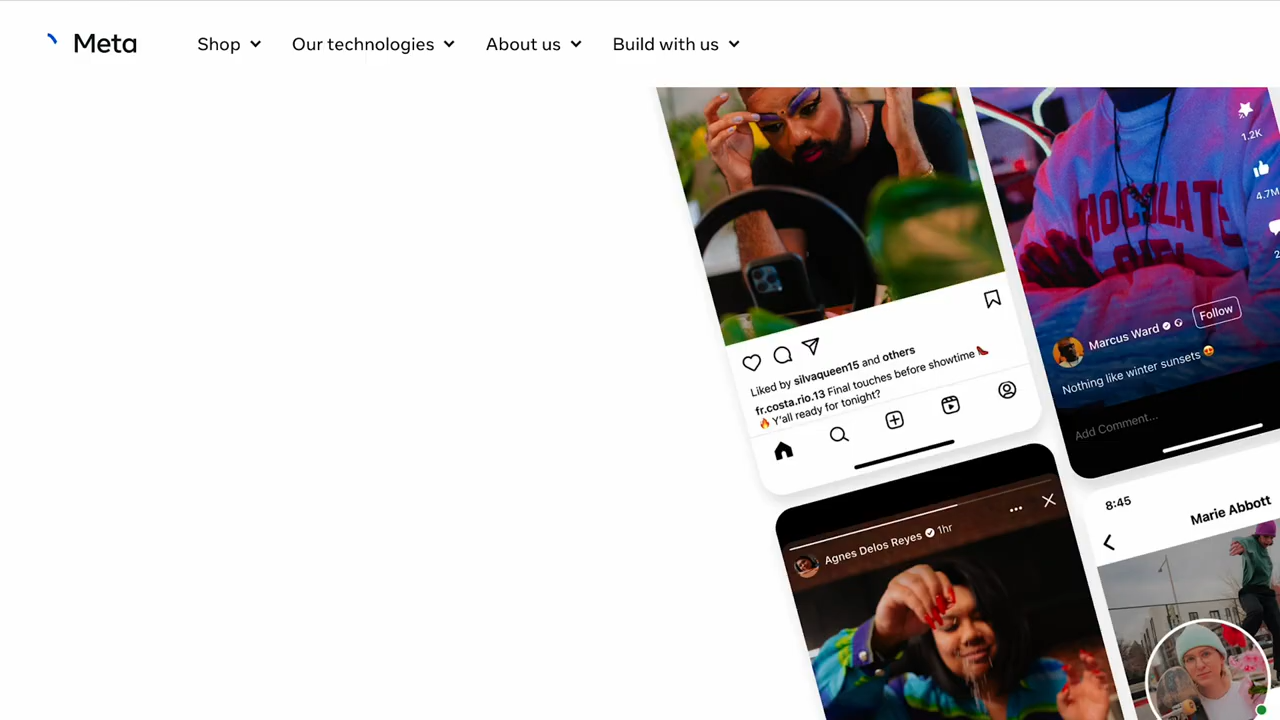 Meta
Shop
Our technologies
About us
Build with us
Liked by silvaqueen15 and others
fr.costa.rio.13 Final touches before showtime 👠
🔥 Y'all ready for tonight?
CHOCOLATE
1.2K
4.7M
Marcus Ward
Follow
Nothing like winter sunsets 😍
Add Comment...
Agnes Delos Reyes 1hr
8:45
Marie Abbott